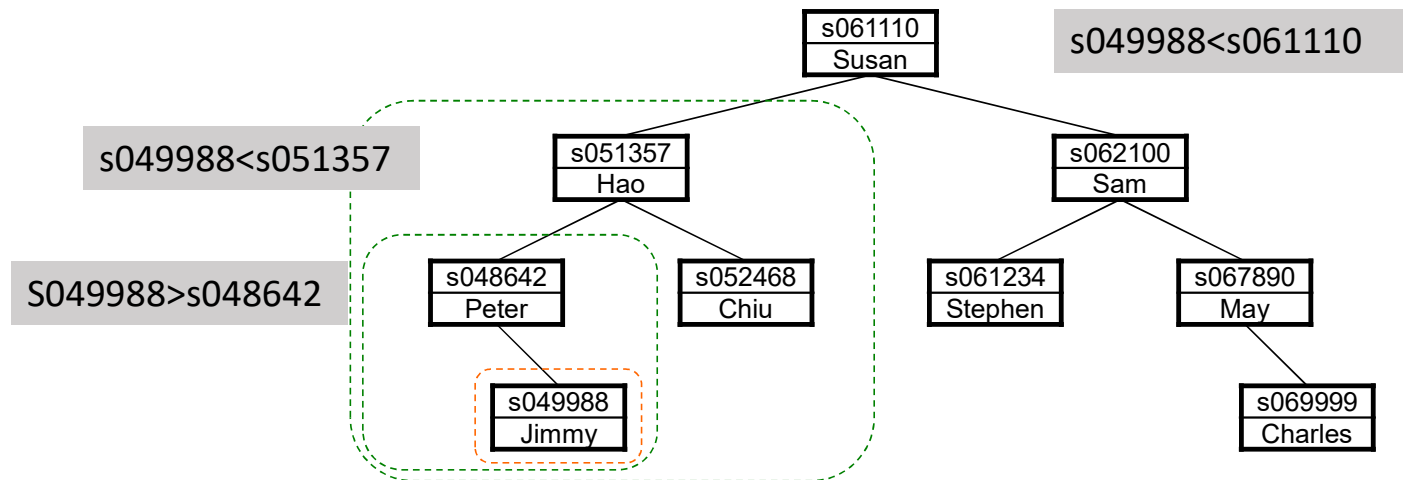 s061110
Susan
s049988<s061110
s049988<s051357
s051357
Hao
s062100
Sam
S049988>s048642
s048642
Peter
s052468
Chiu
s061234
Stephen
s067890
May
s049988
Jimmy
s069999
Charles